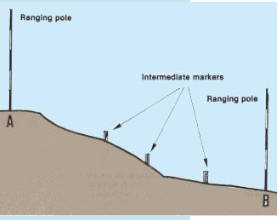 Ranging pole
Intermediate markers
Ranging pole
A
B